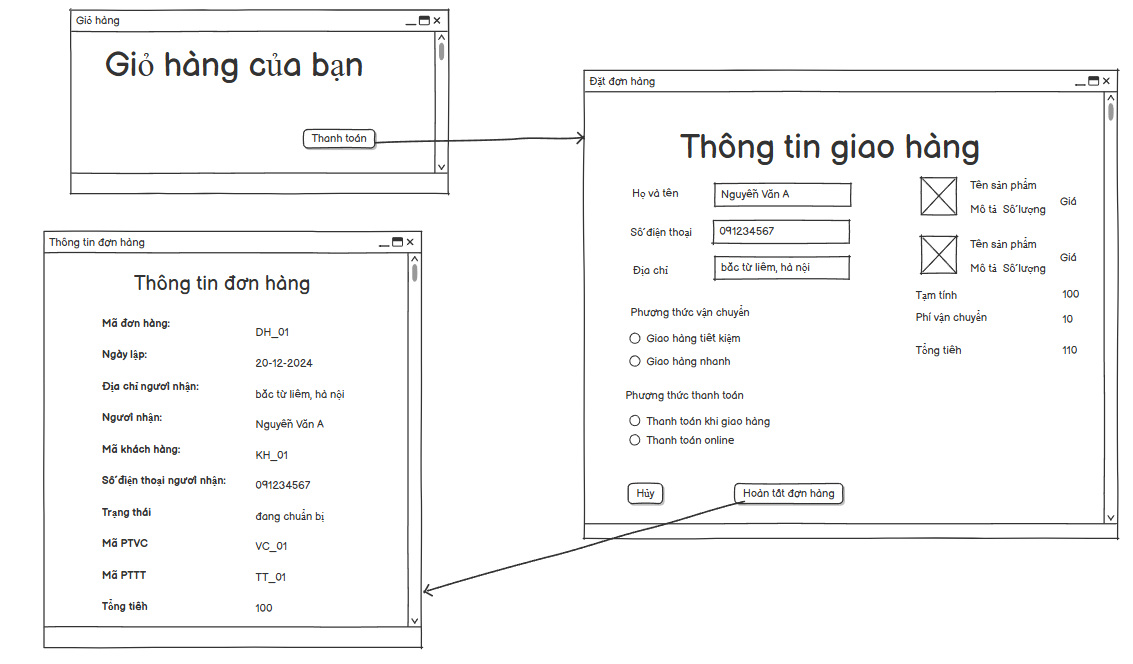 Giỏ hàng
Giỏ hàng của bạn
Thanh toán
Đặt đơn hàng
Thông tin giao hàng
Họ và tên
Nguyễn Văn A
Số điện thoại
091234567
Địa chỉ
bắc từ liêm, hà nội
Phương thức vận chuyển
Giao hàng tiết kiệm
Giao hàng nhanh
Phương thức thanh toán
Thanh toán khi giao hàng
Thanh toán online
Hủy
Hoàn tất đơn hàng
Tên sản phẩm
Mô tả Số lượng
Giá
Tên sản phẩm
Mô tả Số lượng
Giá
Tạm tính 100
Phí vận chuyển 10
Tổng tiền 110
Thông tin đơn hàng
Thông tin đơn hàng
Mã đơn hàng: DH_01
Ngày lập: 20-12-2024
Địa chỉ người nhận: bắc từ liêm, hà nội
Người nhận: Nguyễn Văn A
Mã khách hàng: KH_01
Số điện thoại người nhận: 091234567
Trạng thái đang chuẩn bị
Mã PTVC VC_01
Mã PTTT TT_01
Tổng tiền 100